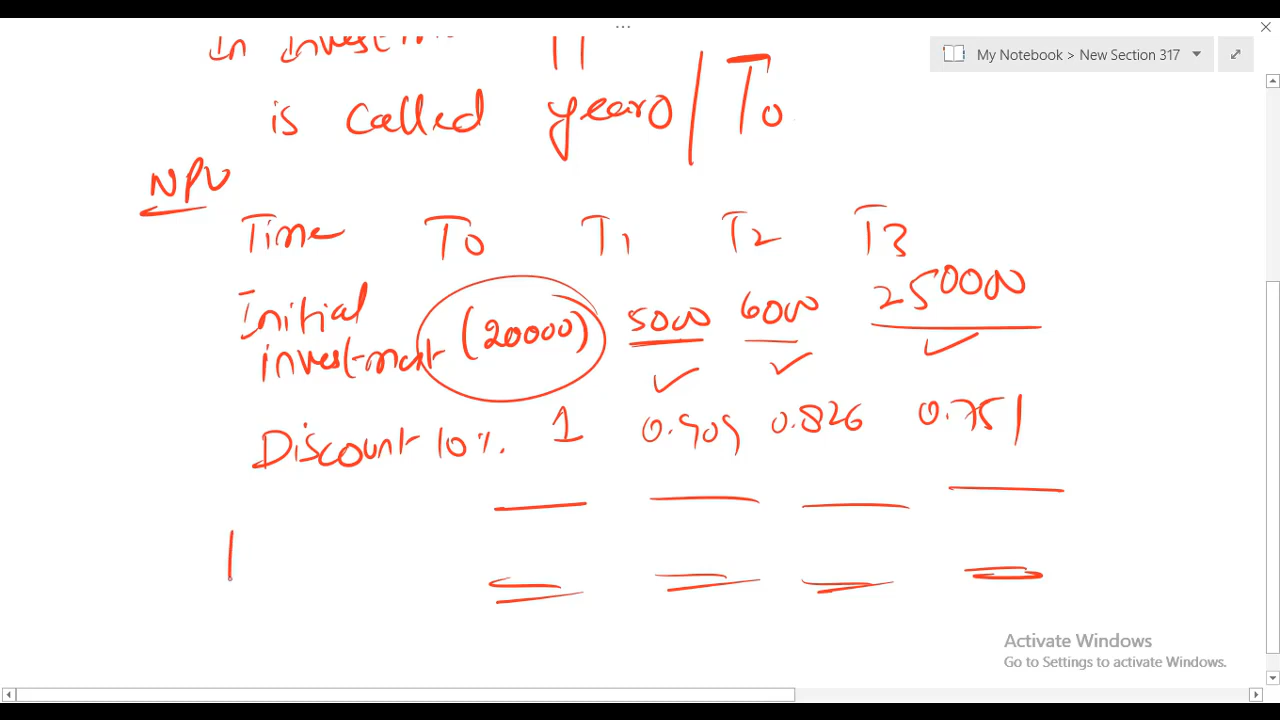 My Notebook > New Section 317
in invest
is called year0 / T0
NPV
Time T0 T1 T2 T3
Initial investment (20000) 5000 6000 25000
Discount 10%. 1 0.909 0.826 0.751
Activate Windows
Go to Settings to activate Windows.